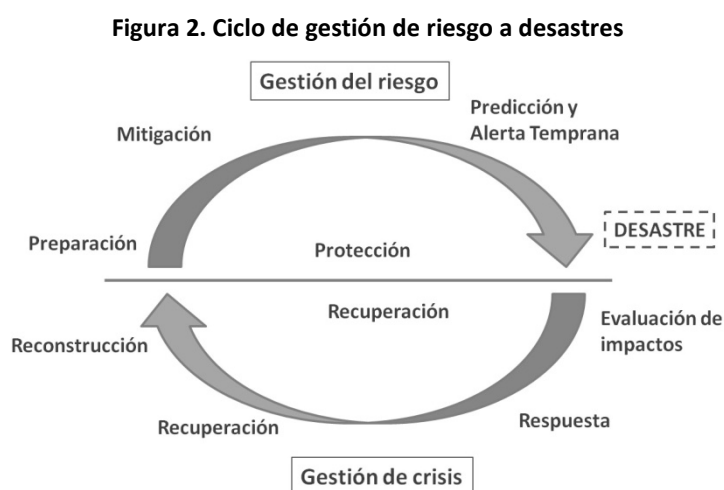 Figura 2. Ciclo de gestión de riesgo a desastres
Gestión del riesgo
Mitigación
Predicción y
Alerta Temprana
Preparación
Protección
DESASTRE
Recuperación
Reconstrucción
Evaluación de
impactos
Recuperación
Respuesta
Gestión de crisis